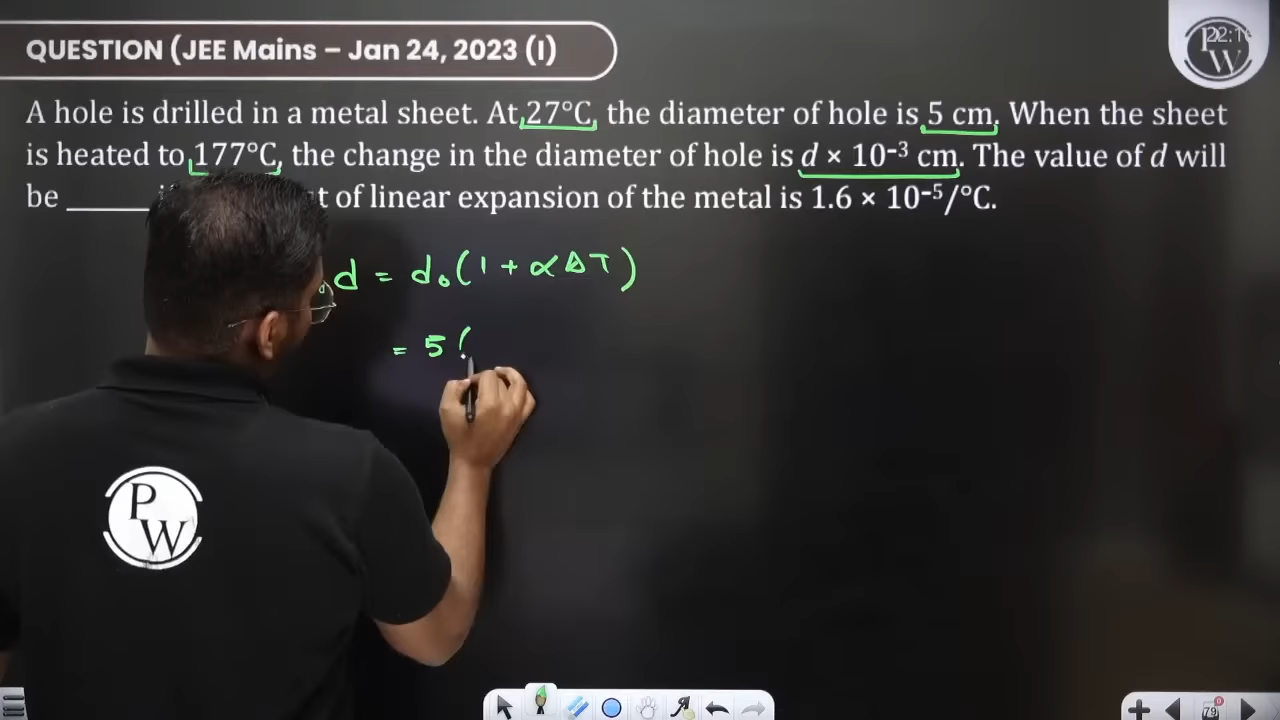 QUESTION (JEE Mains – Jan 24, 2023 (I)
A hole is drilled in a metal sheet. At 27°C, the diameter of hole is 5 cm. When the sheet
is heated to 177°C, the change in the diameter of hole is d × 10⁻³ cm. The value of d will
be ______ of linear expansion of the metal is 1.6 × 10⁻⁵/°C.
d = d₀(1 + αΔT)
= 5(
PW
PW
79